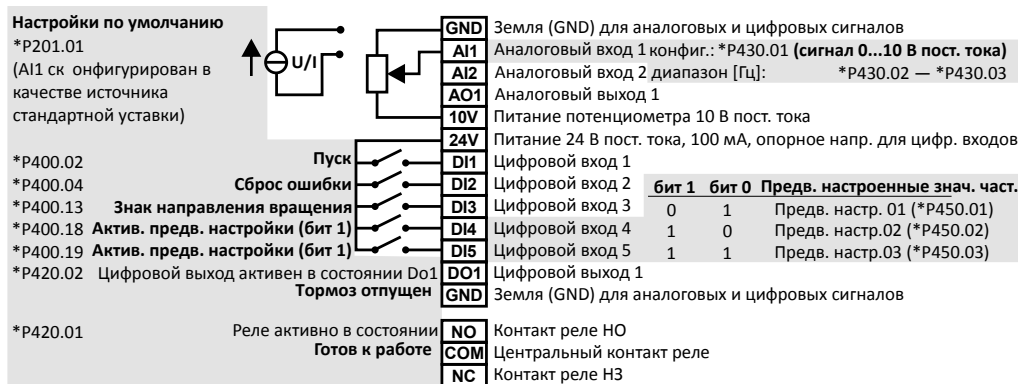 Настройки по умолчанию
*P201.01
(AI1 ск онфигурирован в
качестве источника
стандартной уставки)
U/I
GND Земля (GND) для аналоговых и цифровых сигналов
AI1 Аналоговый вход 1 конфиг.: *P430.01 (сигнал 0...10 В пост. тока)
AI2 Аналоговый вход 2 диапазон [Гц]: *P430.02 — *P430.03
AO1 Аналоговый выход 1
10V Питание потенциометра 10 В пост. тока
24V Питание 24 В пост. тока, 100 мА, опорное напр. для цифр. входов
*P400.02 Пуск DI1 Цифровой вход 1
*P400.04 Сброс ошибки DI2 Цифровой вход 2 бит 1 бит 0 Предв. настроенные знач. част.
*P400.13 Знак направления вращения DI3 Цифровой вход 3 0 1 Предв. настр. 01 (*P450.01)
*P400.18 Актив. предв. настройки (бит 1) DI4 Цифровой вход 4 1 0 Предв. настр.02 (*P450.02)
*P400.19 Актив. предв. настройки (бит 1) DI5 Цифровой вход 5 1 1 Предв. настр.03 (*P450.03)
*P420.02 Цифровой выход активен в состоянии Do1 DO1 Цифровой выход 1
Тормоз отпущен GND Земля (GND) для аналоговых и цифровых сигналов
*P420.01 Реле активно в состоянии NO Контакт реле НО
Готов к работе COM Центральный контакт реле
NC Контакт реле НЗ